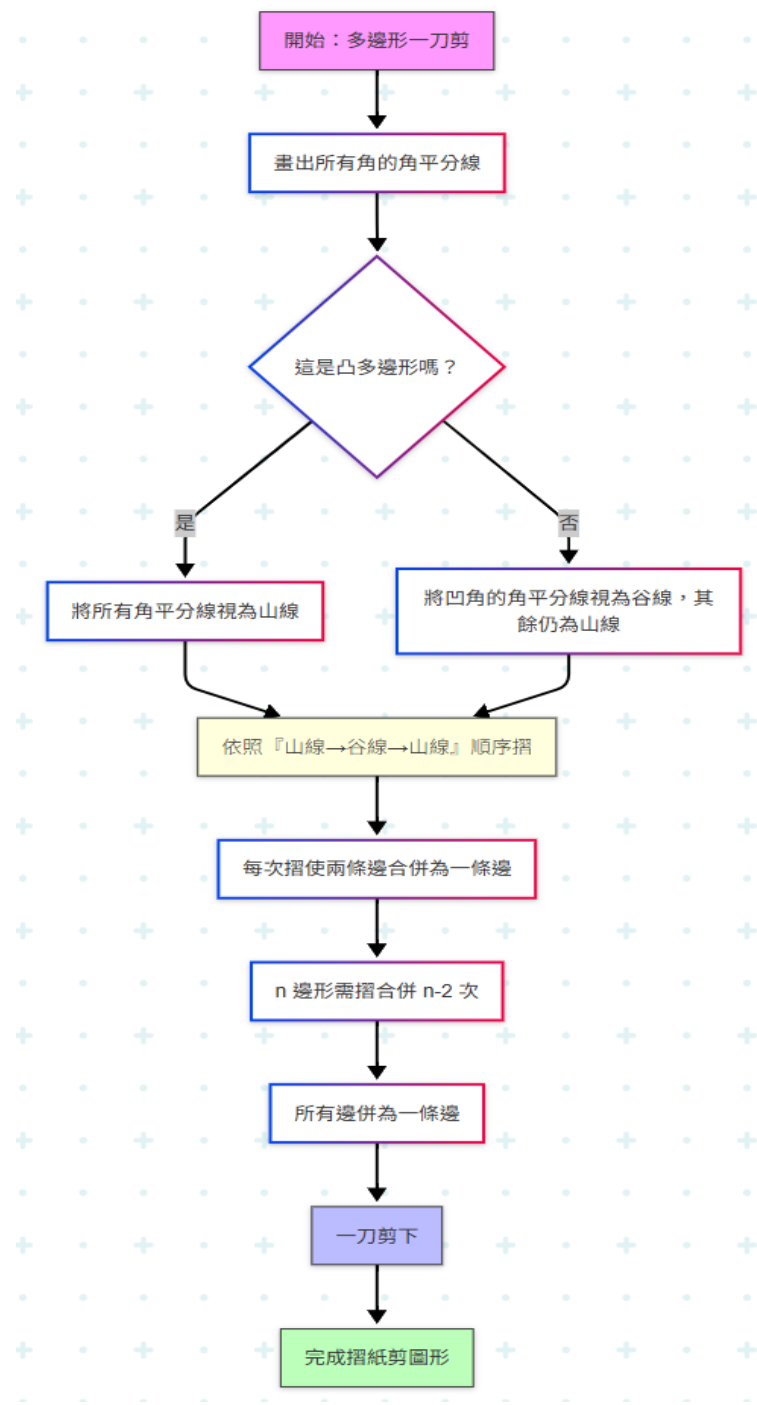 開始：多邊形一刀剪
畫出所有角的角平分線
這是凸多邊形嗎？
是
否
將所有角平分線視為山線
將凹角的角平分線視為谷線，其
餘仍為山線
依照『山線→谷線→山線』順序摺
每次摺使兩條邊合併為一條邊
n 邊形需摺合併 n-2 次
所有邊併為一條邊
一刀剪下
完成摺紙剪圖形